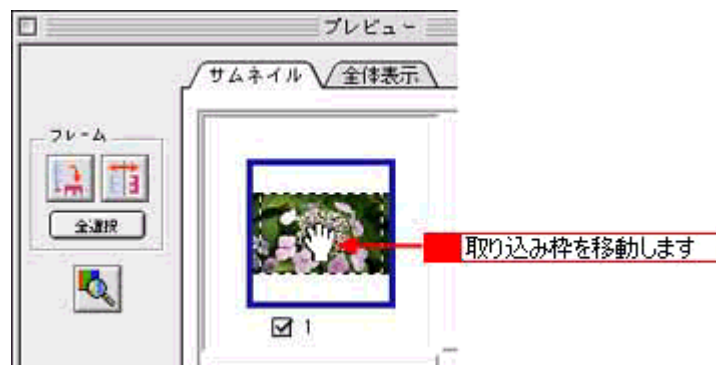 プレビュー
サムネイル
全体表示
フレーム
全選択
取り込み枠を移動します
1